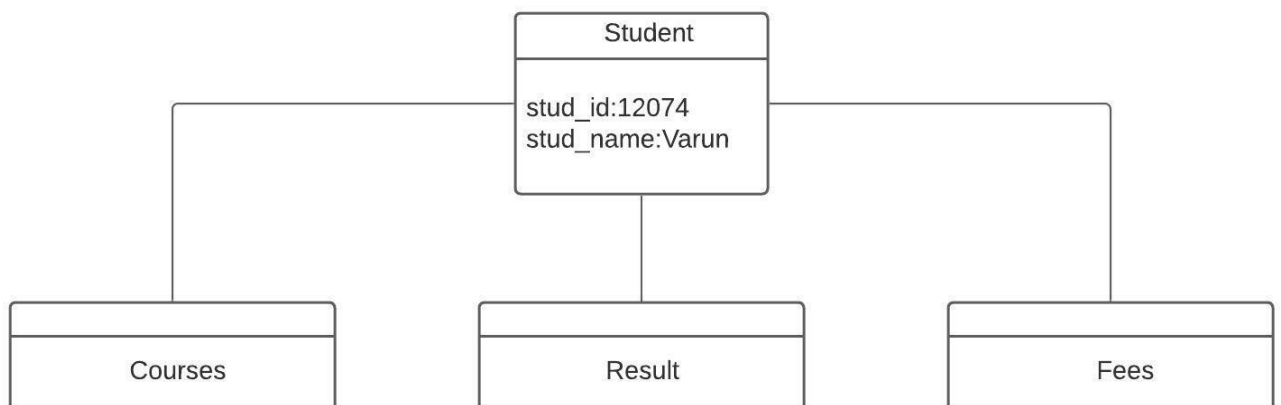 Student
stud_id:12074
stud_name:Varun
Courses
Result
Fees